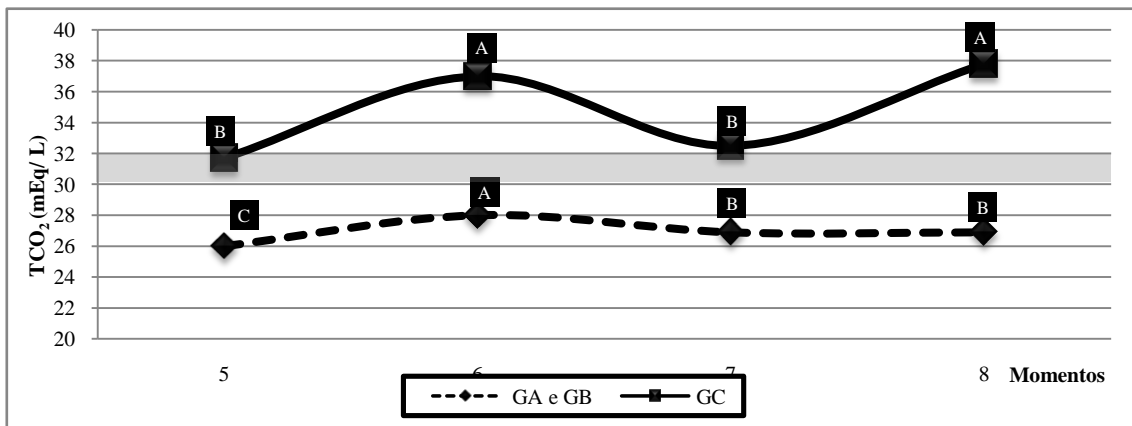 40
38
36
34
32
30
28
26
24
22
20
TCO₂ (mEq/ L)
B
A
B
A
C
A
B
B
5
6
7
8
Momentos
GA e GB
GC